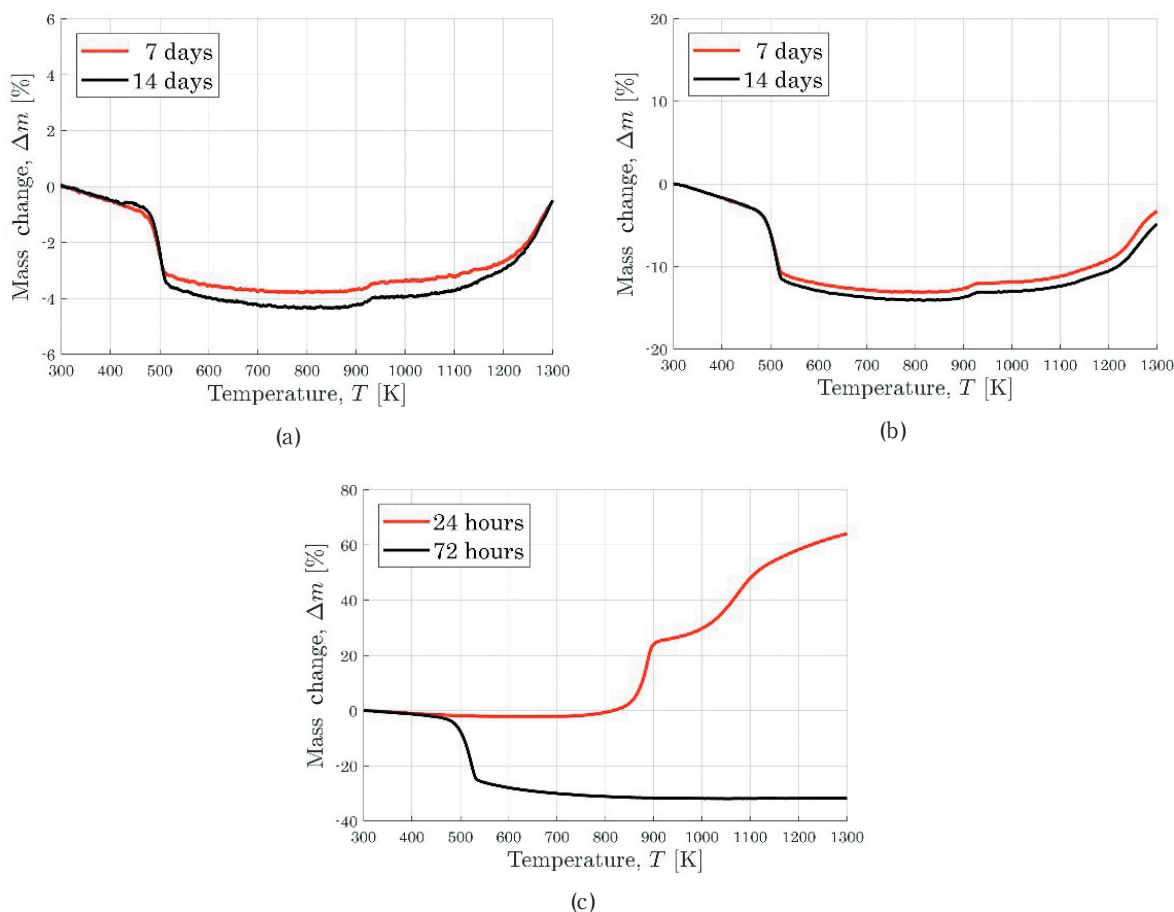 6
4
2
0
-2
-4
-6
Mass change, Δm [%]
7 days
14 days
300 400 500 600 700 800 900 1000 1100 1200 1300
Temperature, T [K]
(a)
20
10
0
-10
-20
Mass change, Δm [%]
7 days
14 days
300 400 500 600 700 800 900 1000 1100 1200 1300
Temperature, T [K]
(b)
80
60
40
20
0
-20
-40
Mass change, Δm [%]
24 hours
72 hours
300 400 500 600 700 800 900 1000 1100 1200 1300
Temperature, T [K]
(c)